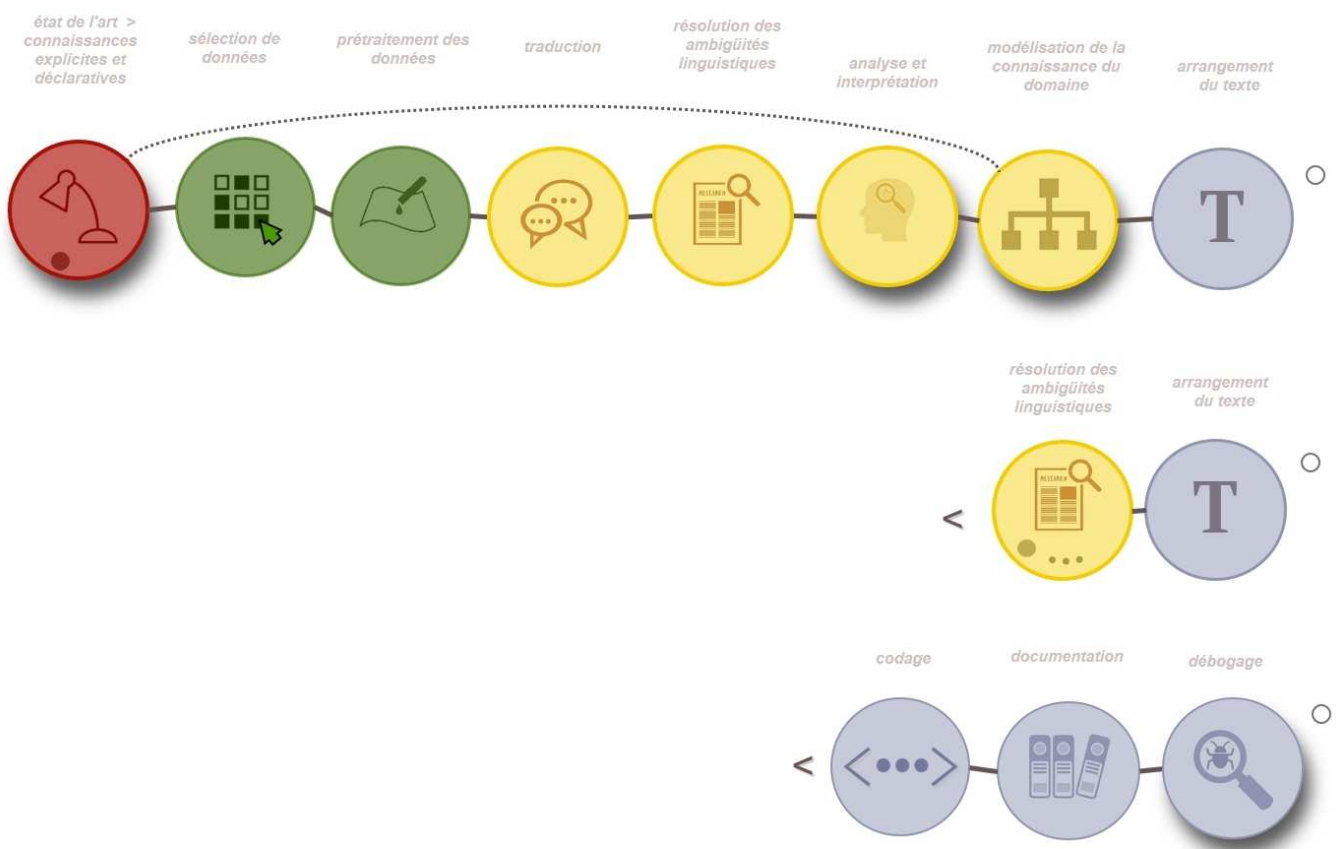 état de l'art >
connaissances
explicites et
déclaratives
sélection de
données
prétraitement des
données
traduction
résolution des
ambigüités
linguistiques
analyse et
interprétation
modélisation de la
connaissance du
domaine
arrangement
du texte
RESEARCH
T
résolution des
ambigüités
linguistiques
arrangement
du texte
<
RESEARCH
T
codage
documentation
débogage
<
<•••>